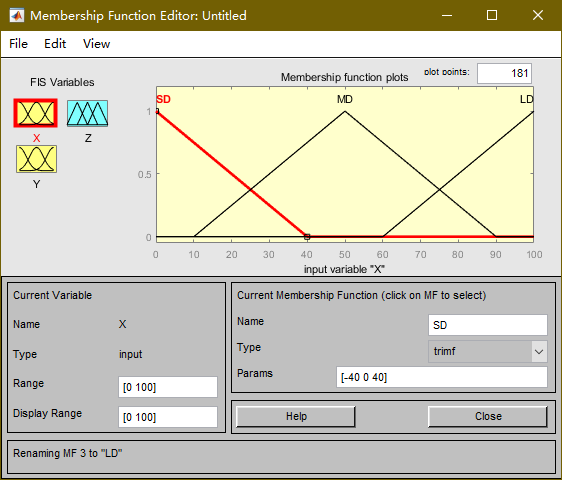 Membership Function Editor: Untitled
File Edit View
FIS Variables
X
Z
Y
Membership function plots
plot points:
181
SD
MD
LD
1
0.5
0
0 10 20 30 40 50 60 70 80 90 100
input variable "X"
Current Variable
Name X
Type input
Range [0 100]
Display Range [0 100]
Current Membership Function (click on MF to select)
Name SD
Type trimf
Params [-40 0 40]
Help Close
Renaming MF 3 to "LD"